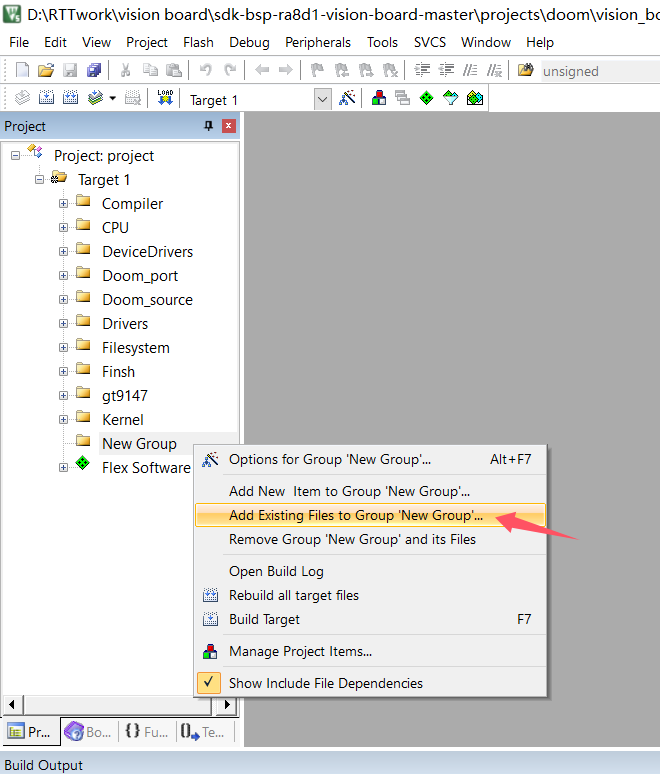 D:\RTTwork\vision board\sdk-bsp-ra8d1-vision-board-master\projects\doom\vision_bo
File Edit View Project Flash Debug Peripherals Tools SVCS Window Help
LOAD Target 1 unsigned
Project
Project: project
Target 1
Compiler
CPU
DeviceDrivers
Doom_port
Doom_source
Drivers
Filesystem
Finsh
gt9147
Kernel
New Group
Flex Software
Options for Group 'New Group'... Alt+F7
Add New  Item to Group 'New Group'...
Add Existing Files to Group 'New Group'...
Remove Group 'New Group' and its Files
Open Build Log
Rebuild all target files
Build Target F7
Manage Project Items...
Show Include File Dependencies
Pr... Bo... {} Fu... Te...
Build Output